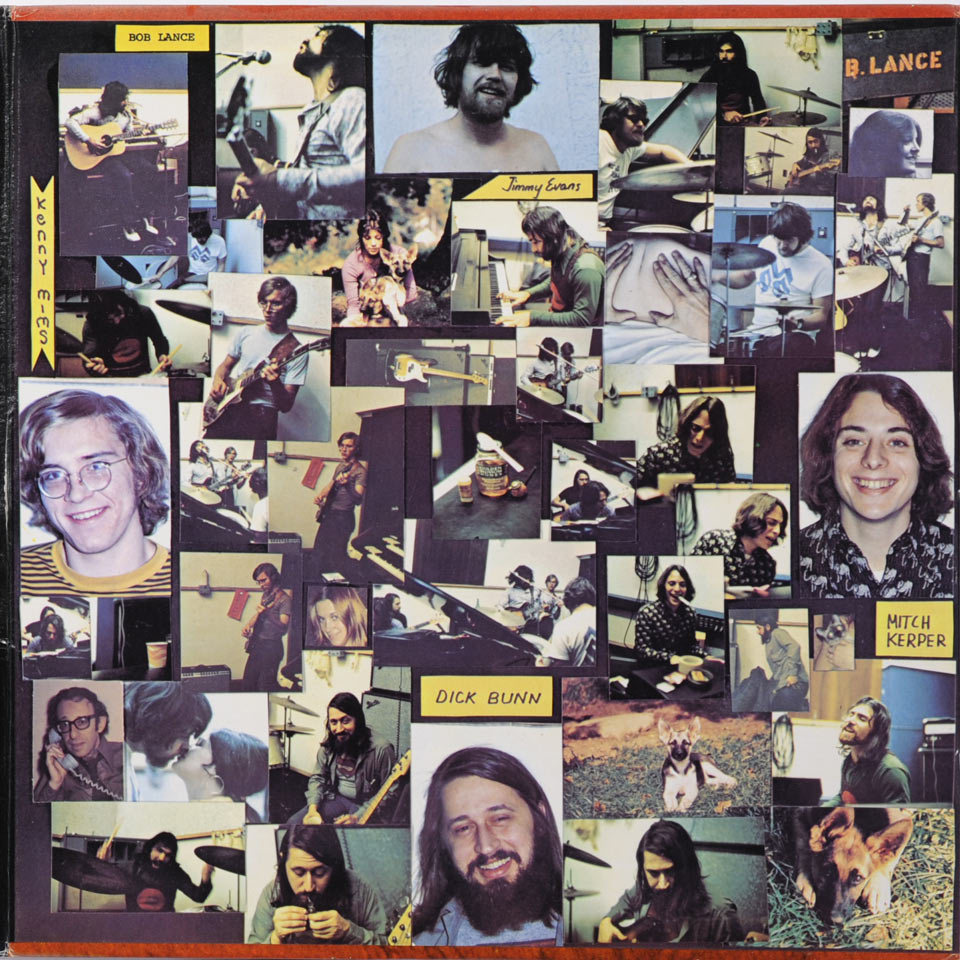 BOB LANCE
B. LANCE
Jimmy Evans
Kenny Mims
MITCH
KERPER
DICK BUNN